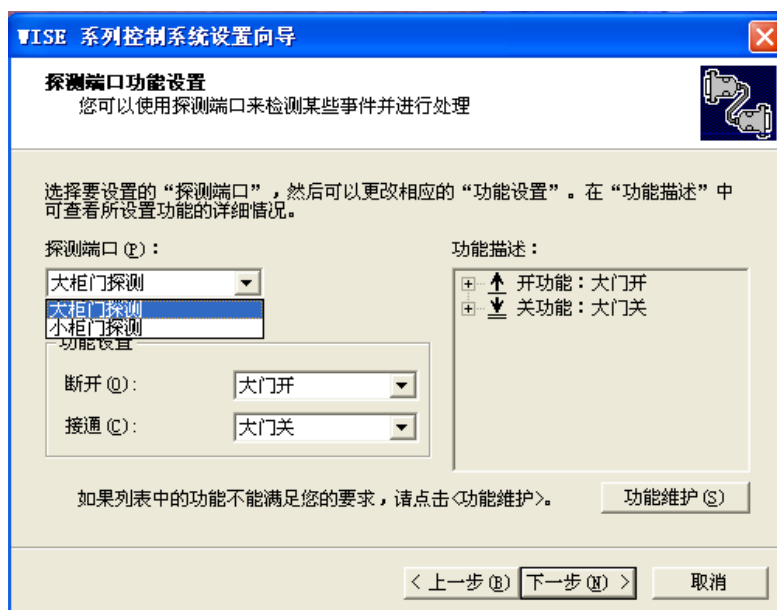 WISE 系列控制系统设置向导
探测端口功能设置
您可以使用探测端口来检测某些事件并进行处理
选择要设置的“探测端口”,然后可以更改相应的“功能设置”。在“功能描述”中
可查看所设置功能的详细情况。
探测端口(P):
功能描述:
大柜门探测
大柜门探测
小柜门探测
开功能:大门开
关功能:大门关
功能设置
断开(O):
大门开
接通(C):
大门关
如果列表中的功能不能满足您的要求,请点击<功能维护>。
功能维护(S)
< 上一步(B)
下一步(N) >
取消